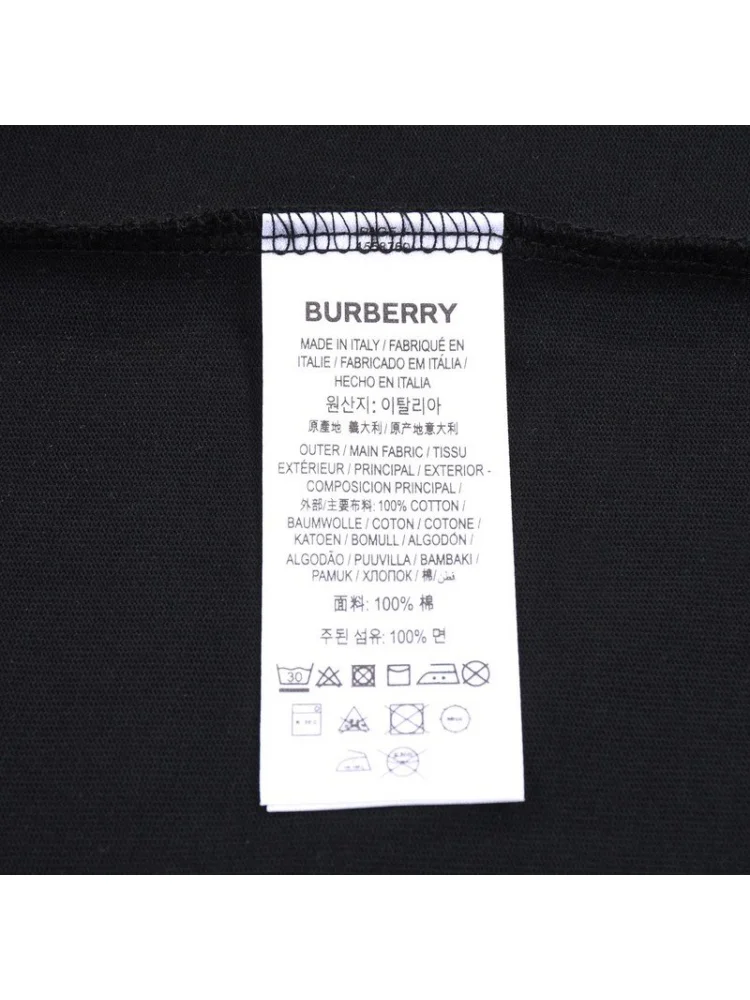 BURBERRY
MADE IN ITALY / FABRIQUÉ EN
ITALIE / FABRICADO EM ITÁLIA /
HECHO EN ITALIA
원산지: 이탈리아
原產地 義大利 / 原产地意大利
OUTER / MAIN FABRIC / TISSU
EXTÉRIEUR / PRINCIPAL / EXTERIOR -
COMPOSICION PRINCIPAL /
外部/主要布料: 100% COTTON /
BAUMWOLLE / COTON / COTONE /
KATOEN / BOMULL / ALGODÓN /
ALGODÃO / PUUVILLA / BAMBAKI /
PAMUK / ХЛОПОК / 棉/ قطن
面料: 100% 棉
주된 섬유: 100% 면
30